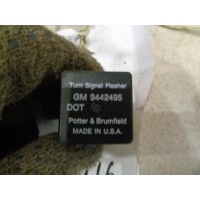 Turn Signal Flasher
GM 9442495
DOT
Potter & Brumfield
MADE IN U.S.A.